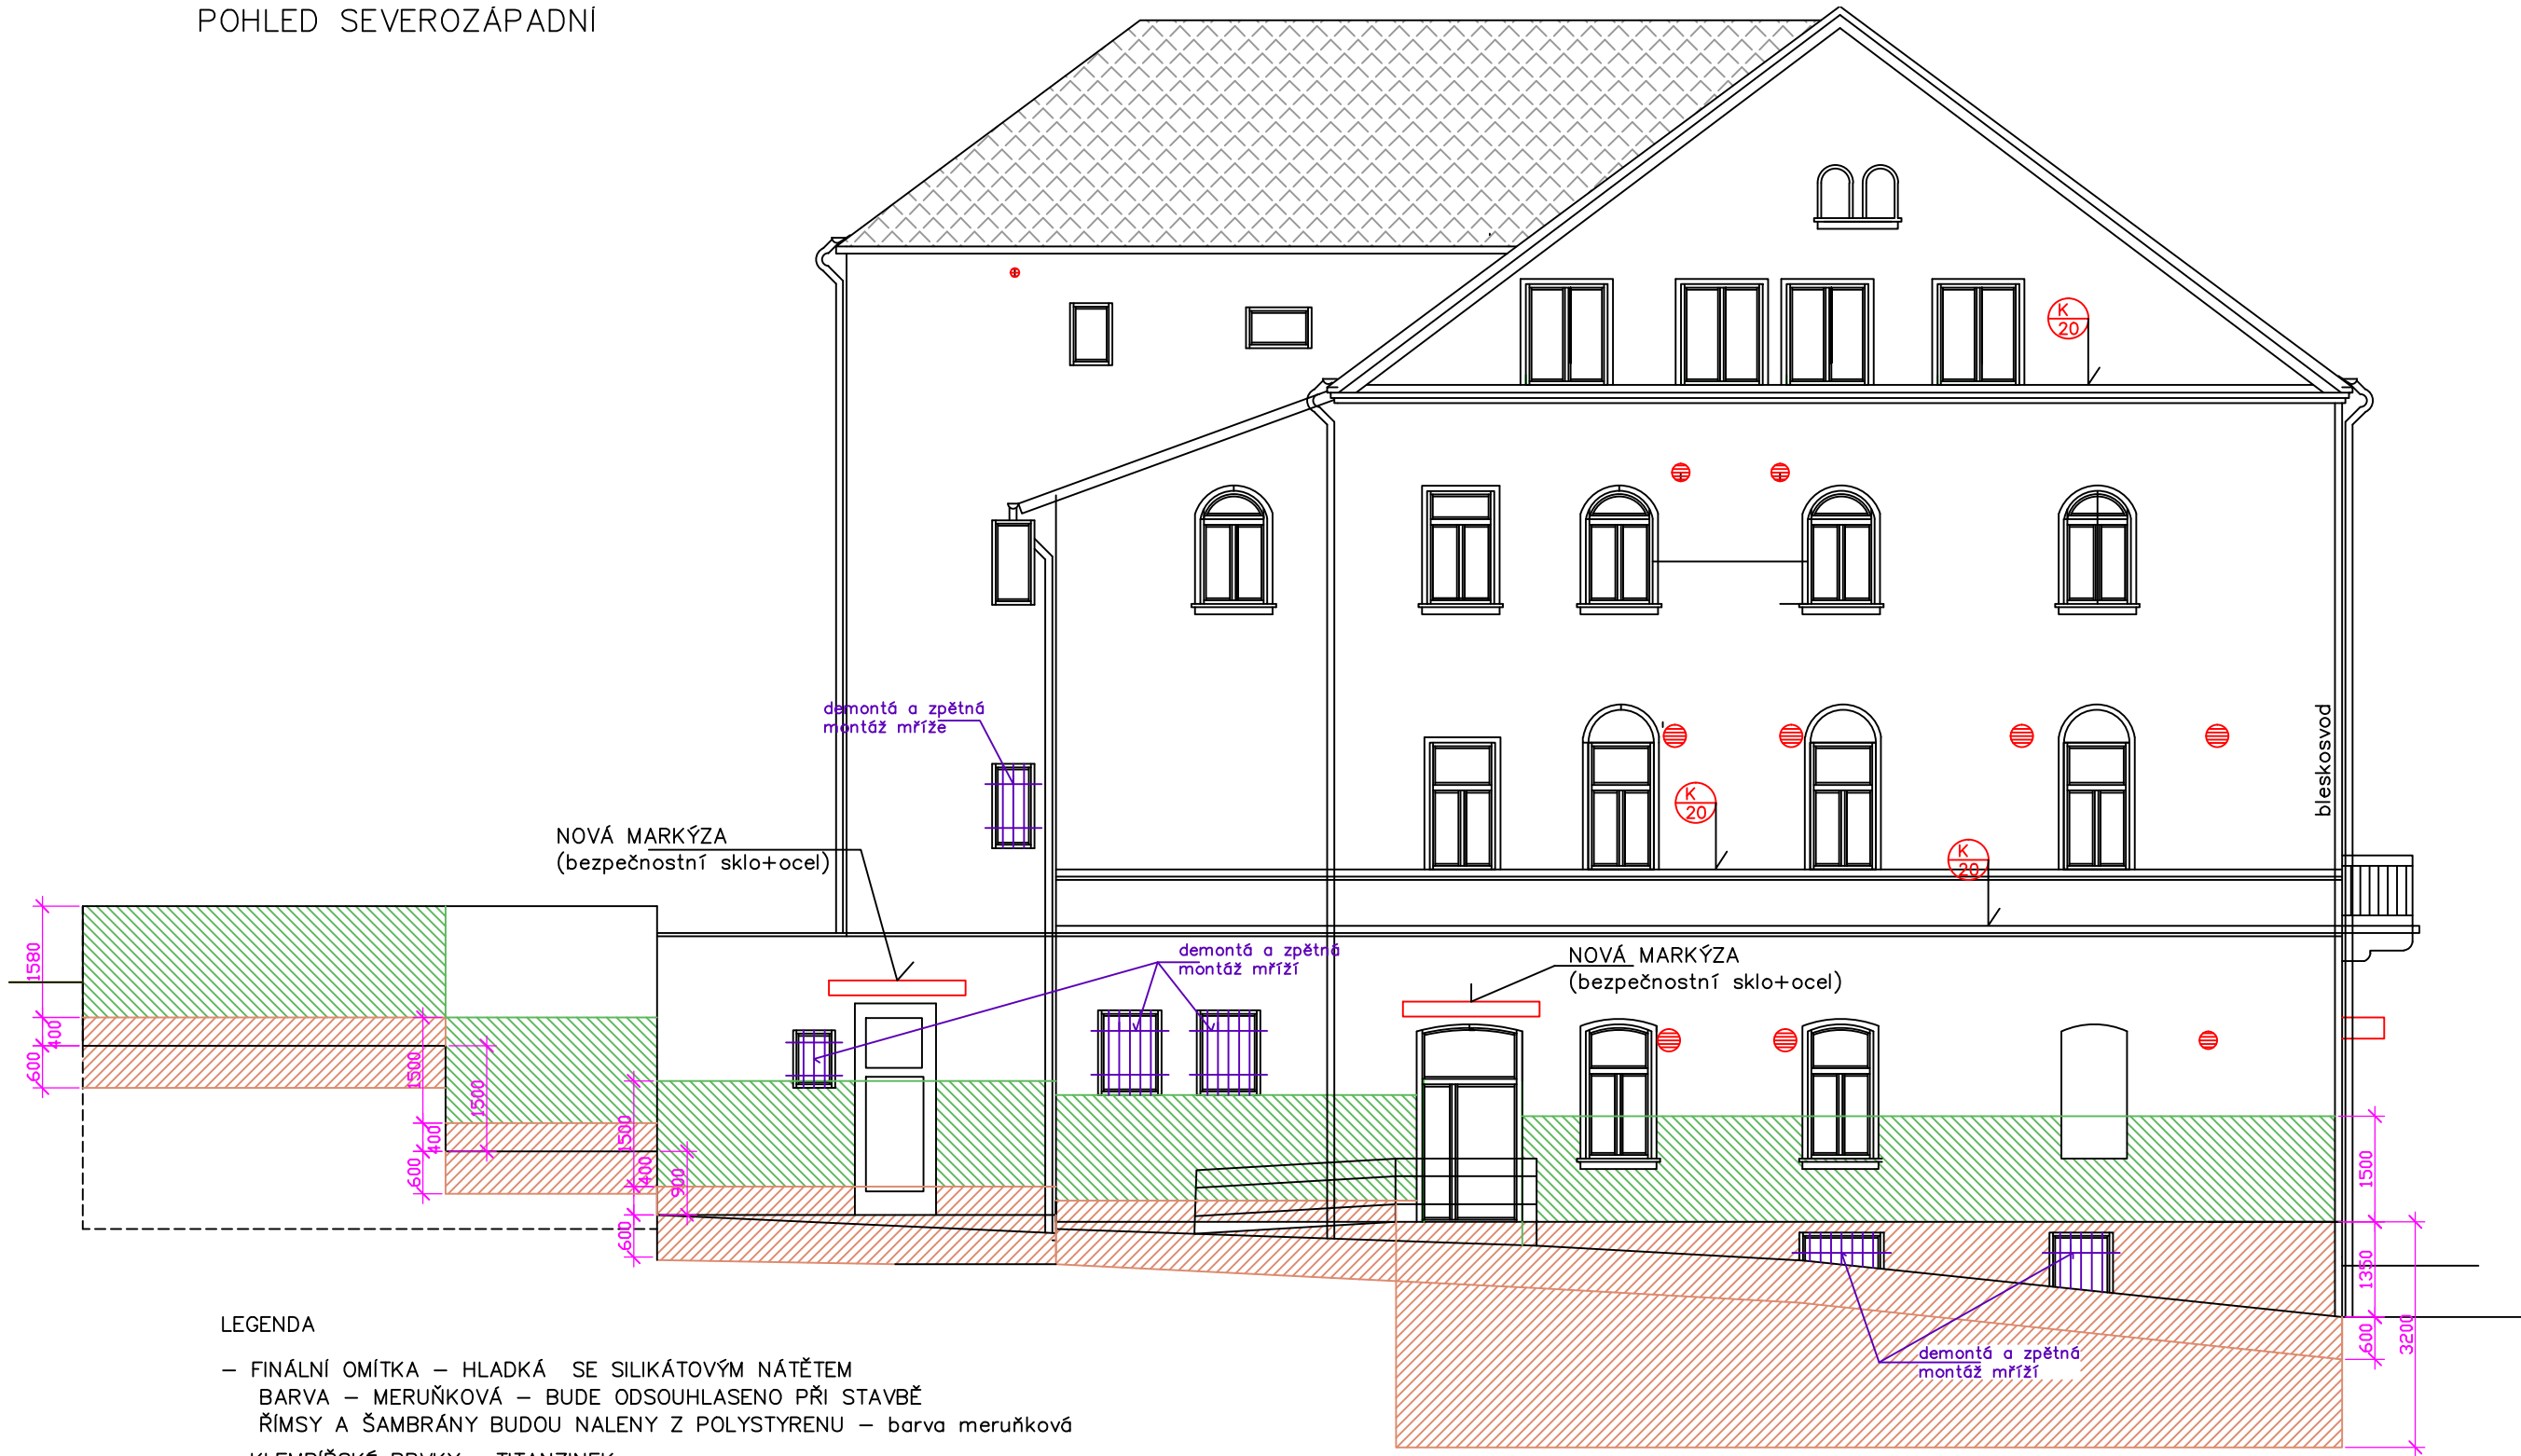 POHLED SEVEROZÁPADNÍ
K
20
demontá a zpětná
montáž mříže
bleskosvod
K
20
NOVÁ MARKÝZA
(bezpečnostní sklo+ocel)
K
20
demontá a zpětná
montáž mříží
NOVÁ MARKÝZA
(bezpečnostní sklo+ocel)
1580
400
600
1500
400
600
1500
1500
400
600
900
1500
1350
600
3200
demontá a zpětná
montáž mříží
LEGENDA
– FINÁLNÍ OMÍTKA – HLADKÁ SE SILIKÁTOVÝM NÁTĚTEM
BARVA – MERUŇKOVÁ – BUDE ODSOUHLASENO PŘI STAVBĚ
ŘÍMSY A ŠAMBRÁNY BUDOU NALENY Z POLYSTYRENU – barva meruňková